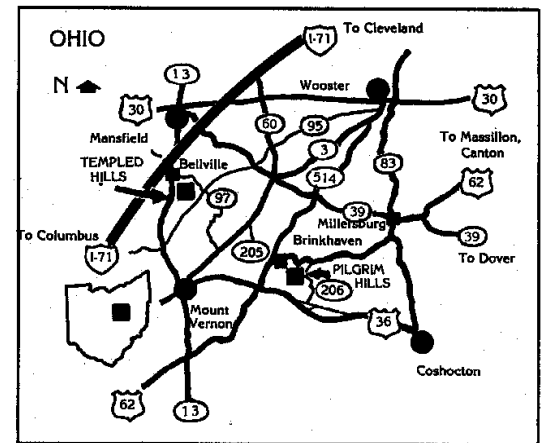 OHIO
N
I-71
To Cleveland
13
Wooster
30
30
60
95
Mansfield
3
To Massillon,
Canton
TEMPLED
HILLS
Bellville
83
514
62
97
39
Millersburg
39
To Columbus
Brinkhaven
205
To Dover
I-71
PILGRIM
HILLS
206
Mount
Vernon
36
Coshocton
62
13